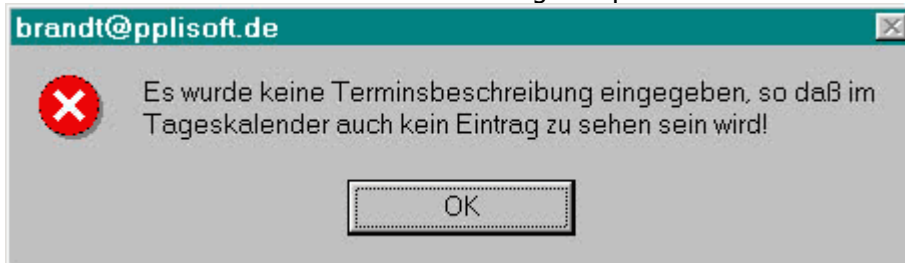 brandt@pplisoft.de
Es wurde keine Terminsbeschreibung eingegeben, so daß im
Tageskalender auch kein Eintrag zu sehen sein wird!
OK